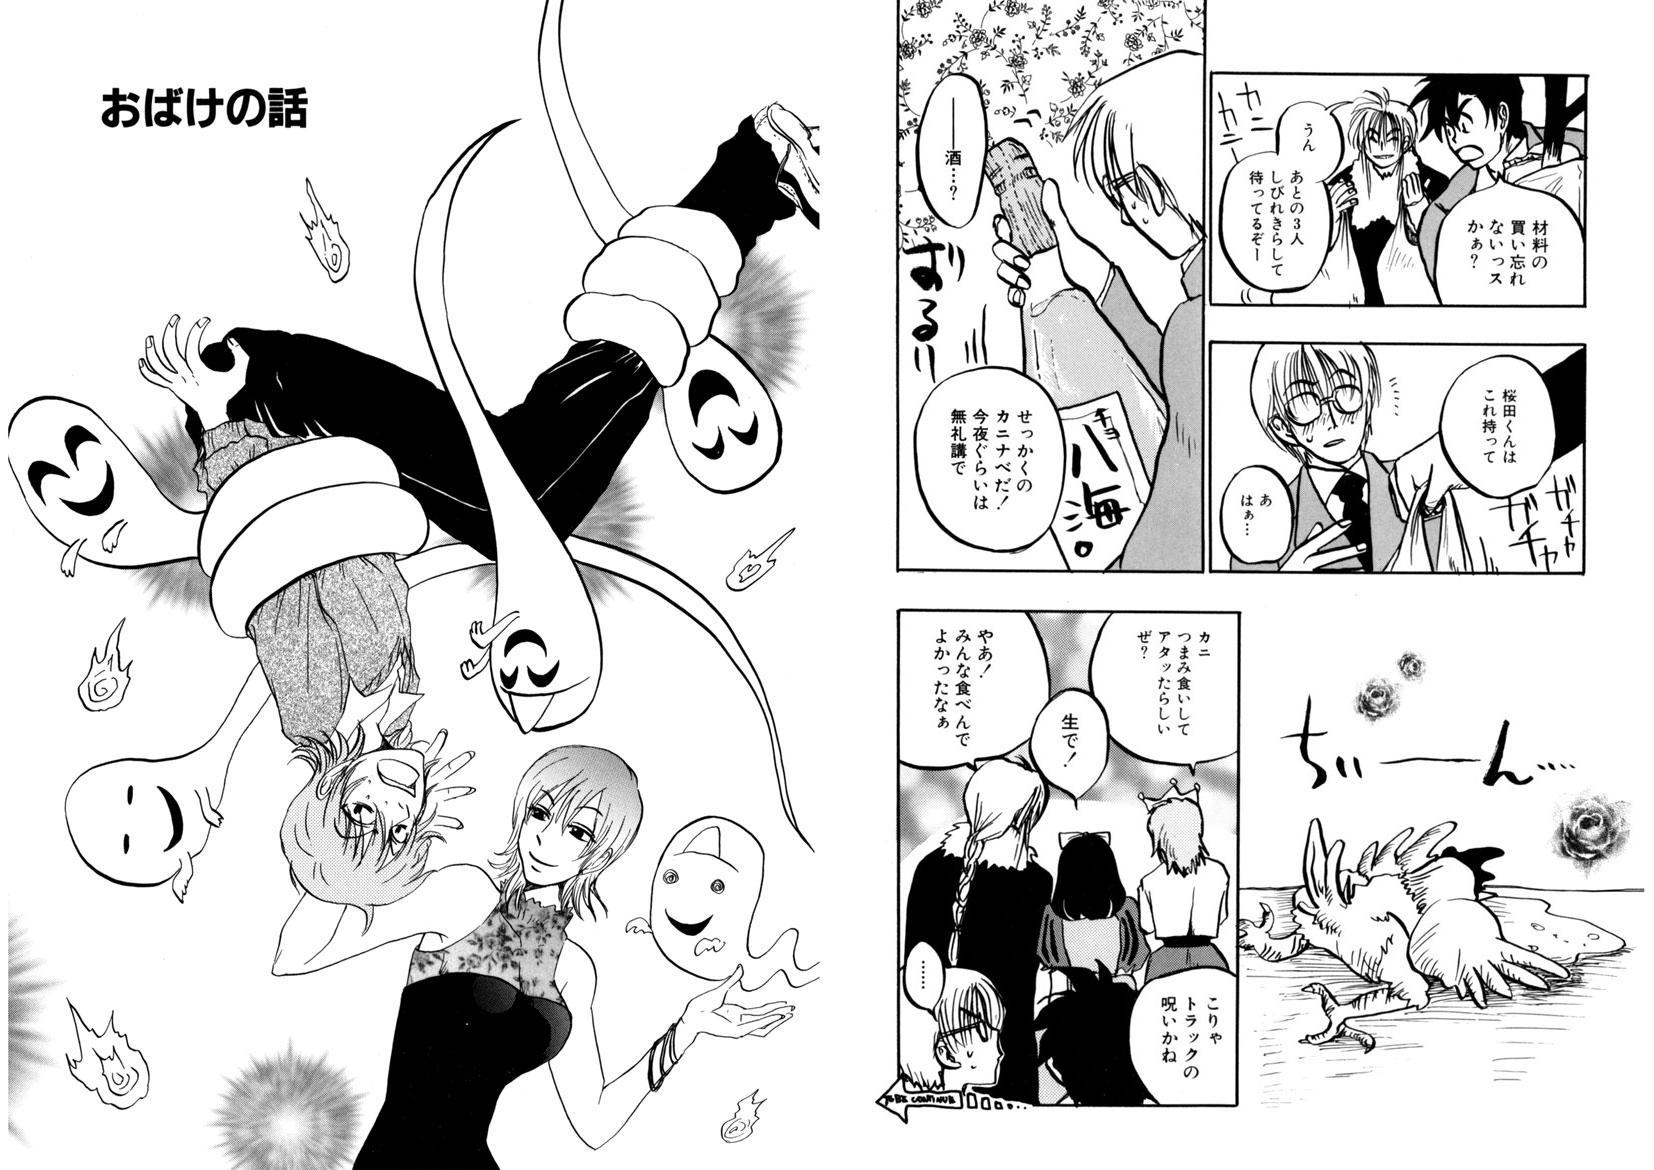 材料の
買い忘れ
ないっス
かぁ？
うん
あとの3人
しびれきらして
待ってるぞー
カニ
カニー
桜田くんは
これ持って
あ
はぁ…
ガチャ
ガチャ
――酒…？
せっかくの
カニナベだ！
今夜ぐらいは
無礼講で
八海
ちーん….
カニ
つまみ食いして
アタッたらしい
ぜ？
生で！
やあ！
みんな食べんで
よかったなぁ
こりゃ
トラックの
呪いかね
……
TO BE CONTINUE
おばけの話